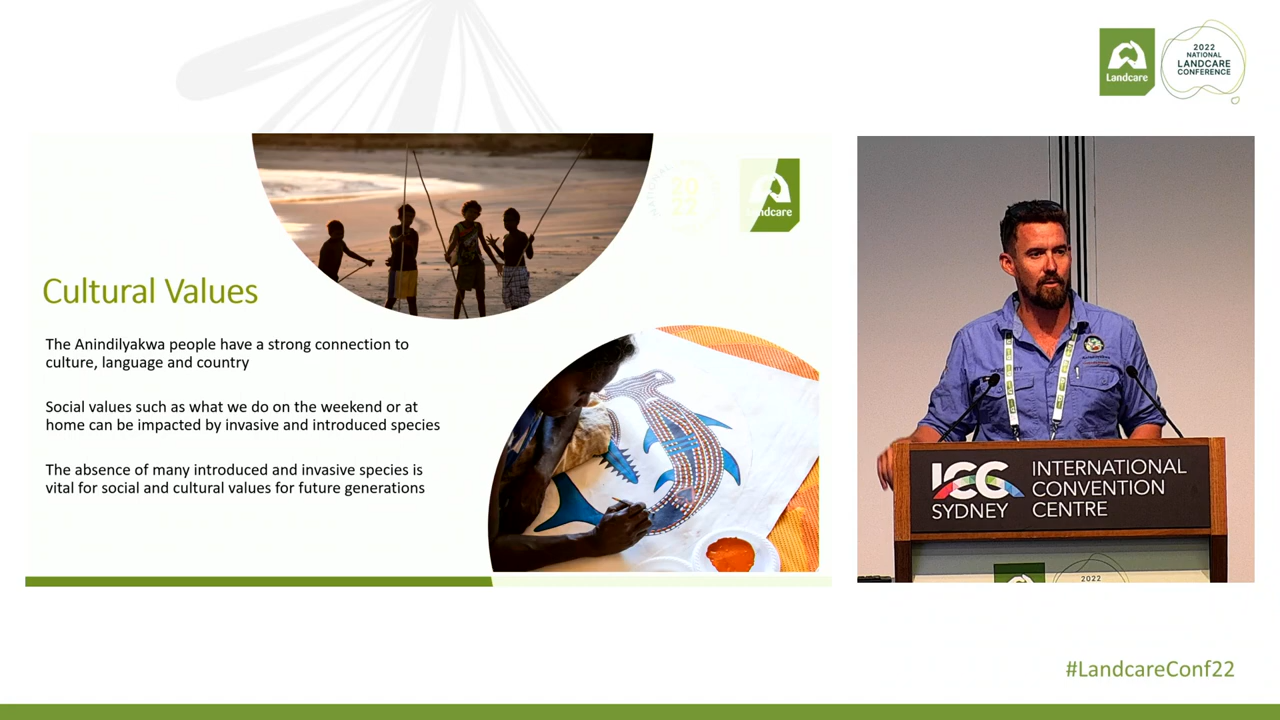 Landcare
2022
NATIONAL
LANDCARE
CONFERENCE
Landcare
Cultural Values
The Anindilyakwa people have a strong connection to
culture, language and country
Social values such as what we do on the weekend or at
home can be impacted by invasive and introduced species
The absence of many introduced and invasive species is
vital for social and cultural values for future generations
ICC
SYDNEY
INTERNATIONAL
CONVENTION
CENTRE
2022
#LandcareConf22